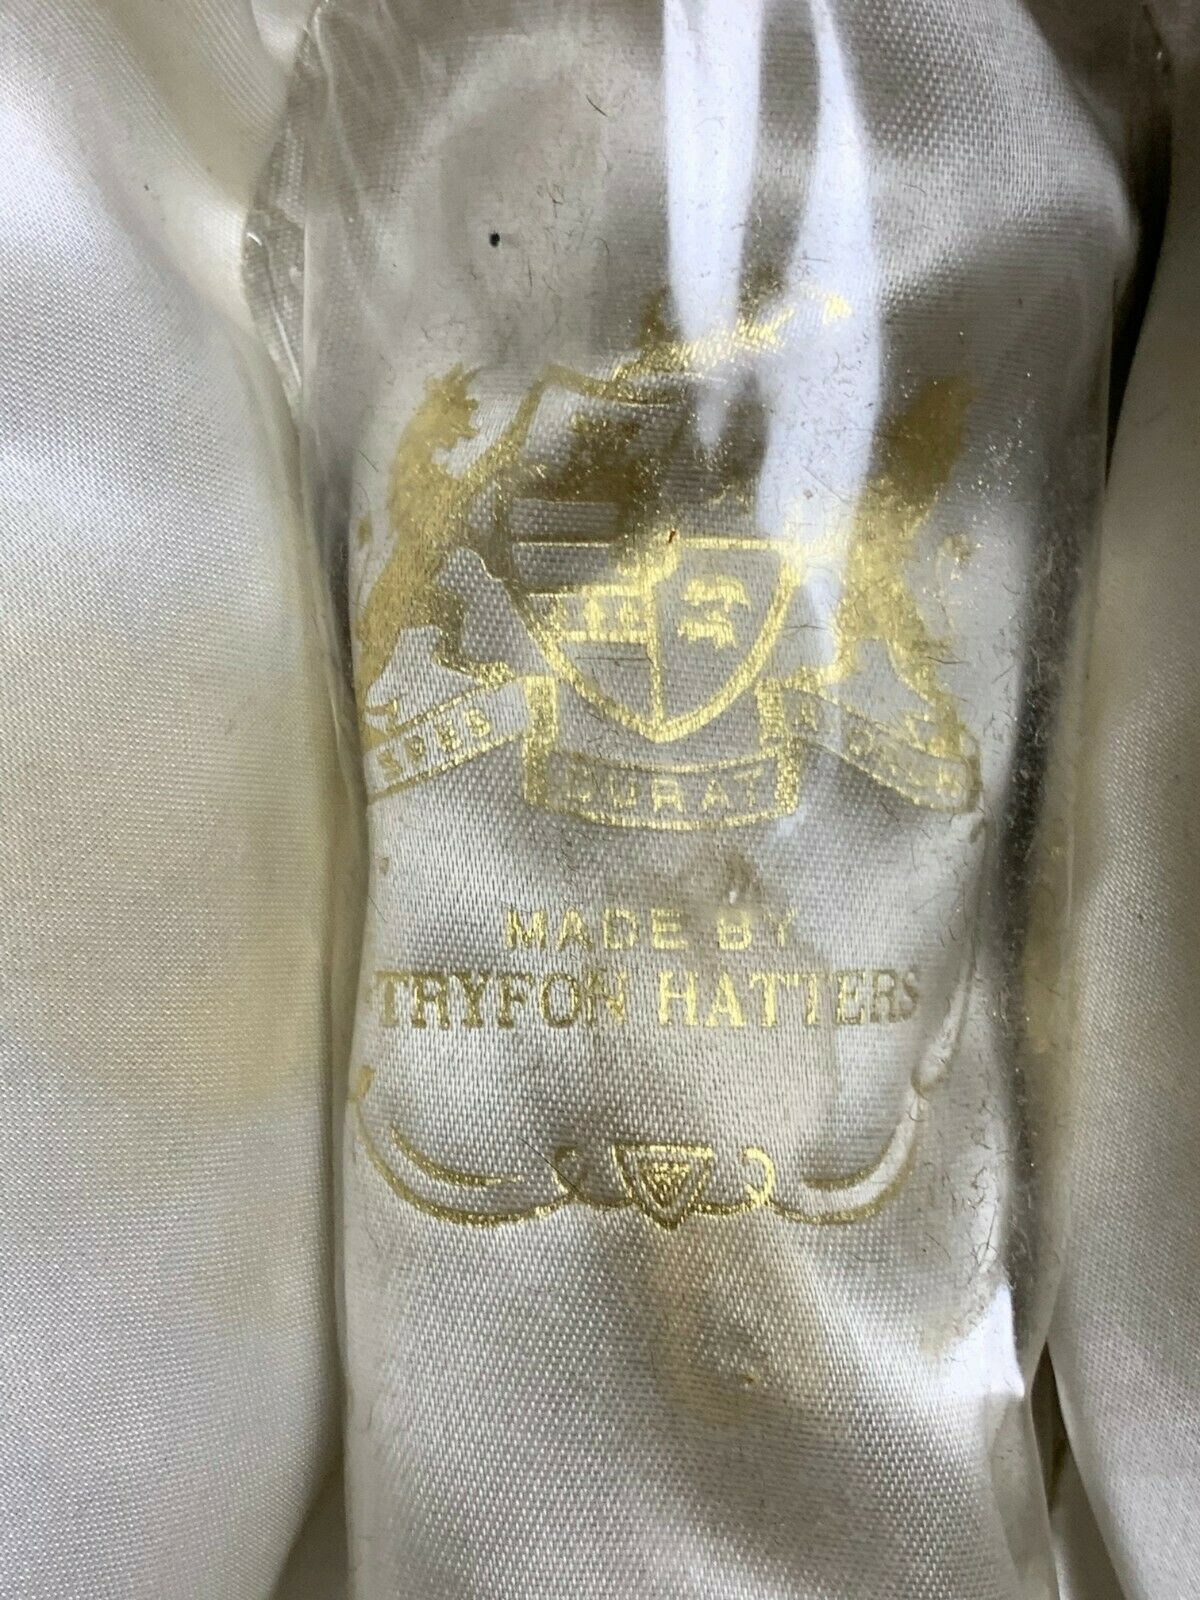 SPES
DURAT
MADE BY
TRYFON HATTERS